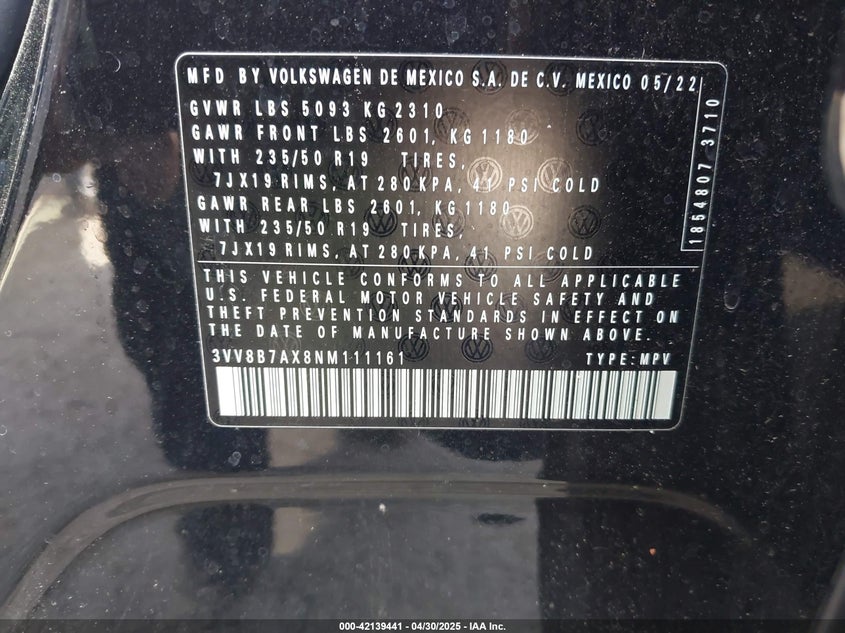 MFD BY VOLKSWAGEN DE MEXICO S.A. DE C.V. MEXICO 05/22
GVWR LBS 5093 KG 2310
GAWR FRONT LBS 2601, KG 1180
WITH 235/50 R19 TIRES,
7JX19 RIMS, AT 280 KPA, 41 PSI COLD
GAWR REAR LBS 2601, KG 1180
WITH 235/50 R19 TIRES,
7JX19 RIMS, AT 280 KPA, 41 PSI COLD
1854807 3710
THIS VEHICLE CONFORMS TO ALL APPLICABLE
U.S. FEDERAL MOTOR VEHICLE SAFETY AND
THEFT PREVENTION STANDARDS IN EFFECT ON
THE DATE OF MANUFACTURE SHOWN ABOVE.
3VV8B7AX8NM111161 TYPE: MPV
000-42139441 - 04/30/2025 - IAA Inc.